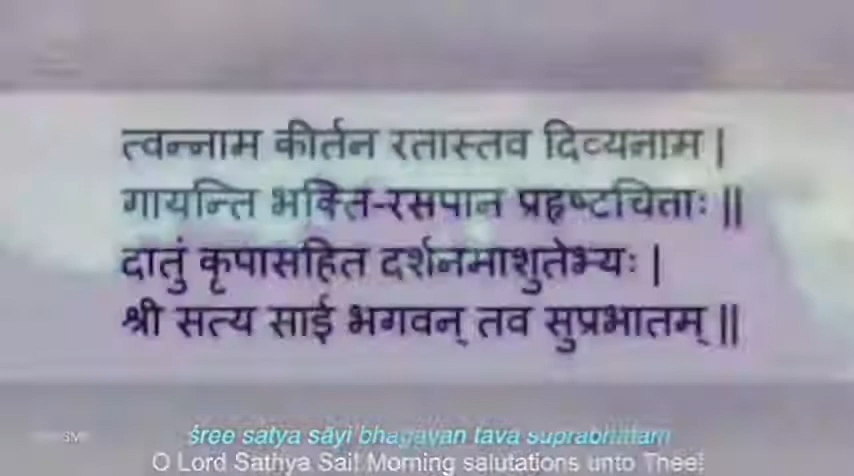 त्वन्नाम कीर्तन रतास्तव दिव्यनाम |
गायन्ति भक्ति-रसपान प्रहृष्टचिताः ||
दातुं कृपासहित दर्शनमाशुतेभ्यः |
श्री सत्य साई भगवन् तव सुप्रभातम् ||
śree satya sāyi bhagavan tava suprabhatam
O Lord Sathya Sai! Morning salutations unto Thee!